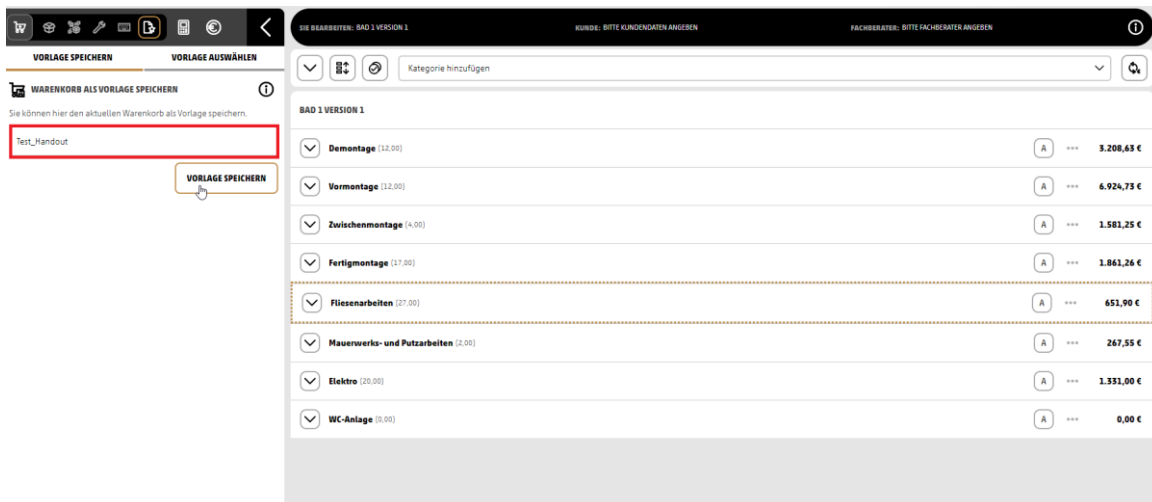 SIE BEARBEITEN: BAD 1 VERSION 1 KUNDE: BITTE KUNDENDATEN ANGEBEN FACHBERATER: BITTE FACHBERATER ANGEBEN
VORLAGE SPEICHERN VORLAGE AUSWÄHLEN
WARENKORB ALS VORLAGE SPEICHERN
Sie können hier den aktuellen Warenkorb als Vorlage speichern.
Test_Handout
VORLAGE SPEICHERN
Kategorie hinzufügen
BAD 1 VERSION 1
Demontage (12,00) A 3.208,63 €
Vormontage (12,00) A 6.924,73 €
Zwischenmontage (4,00) A 1.581,25 €
Fertigmontage (17,00) A 1.861,26 €
Fliesenarbeiten (27,00) A 651,90 €
Mauerwerks- und Putzarbeiten (2,00) A 267,55 €
Elektro (20,00) A 1.331,00 €
WC-Anlage (0,00) A 0,00 €